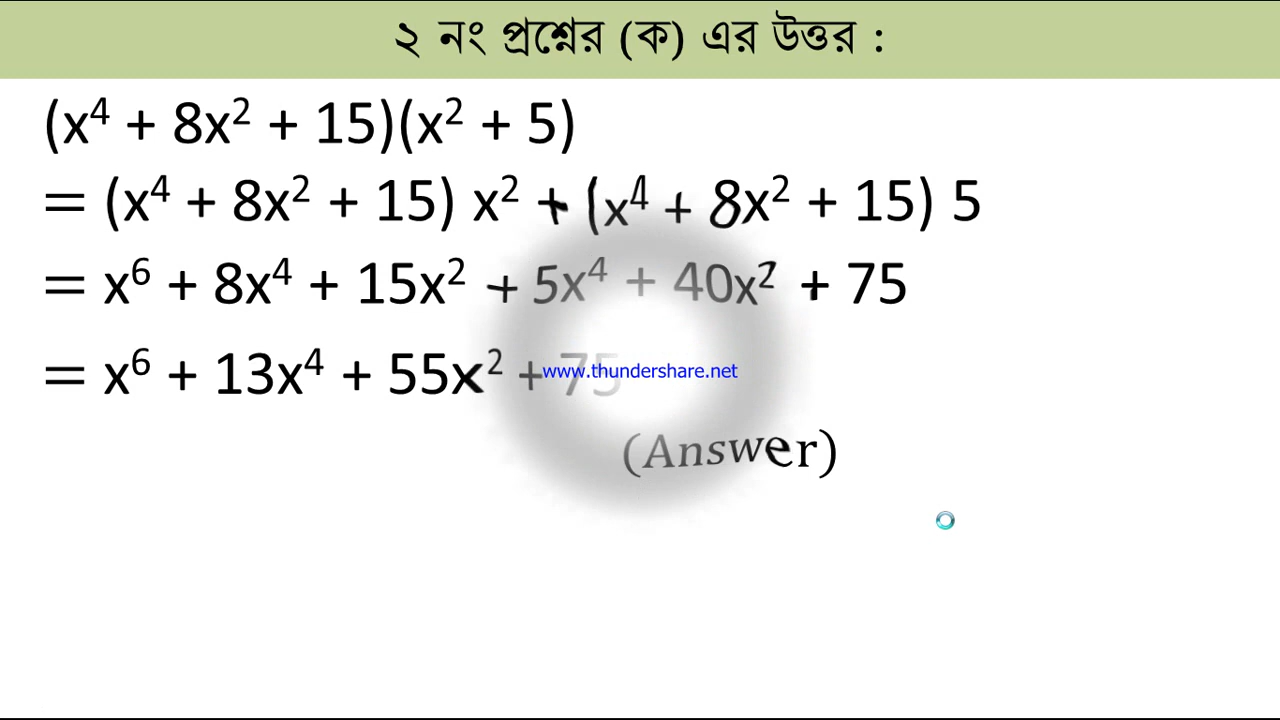 ২ নং প্রশ্নের (ক) এর উত্তর :
(x⁴ + 8x² + 15)(x² + 5)
= (x⁴ + 8x² + 15) x² + (x⁴ + 8x² + 15) 5
= x⁶ + 8x⁴ + 15x² + 5x⁴ + 40x² + 75
= x⁶ + 13x⁴ + 55x² + 75
www.thundershare.net
(Answer)